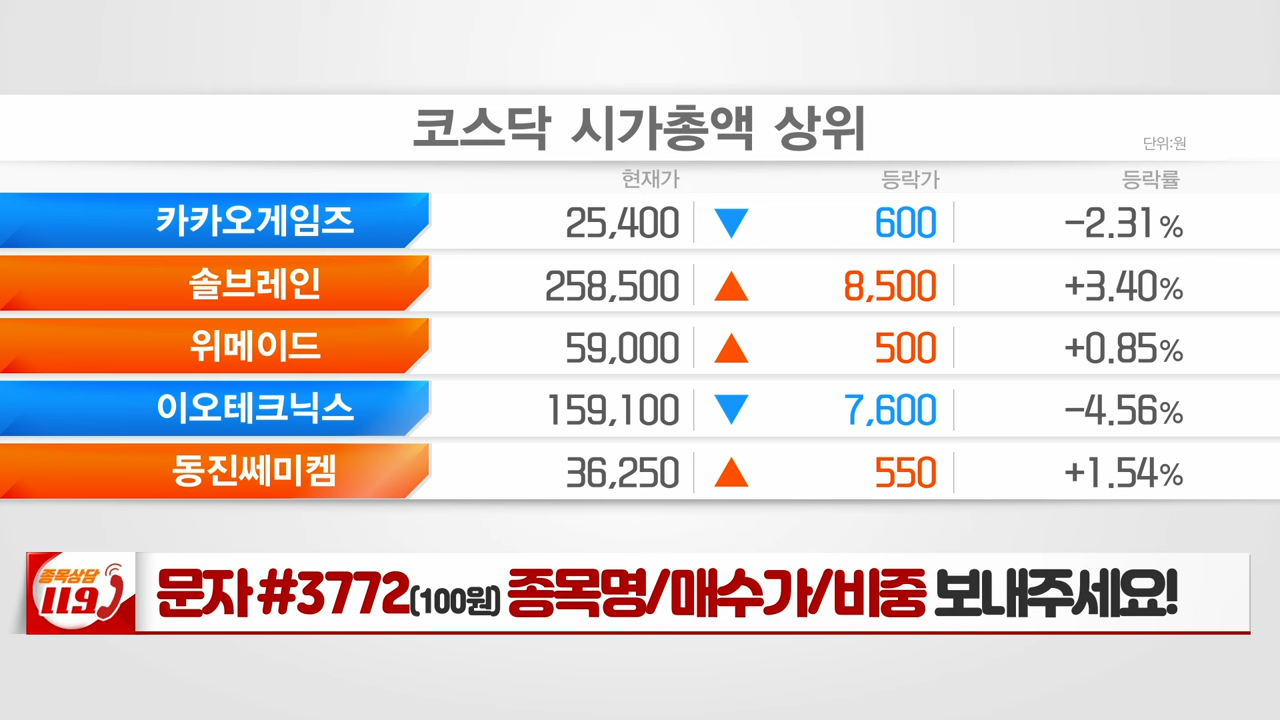 코스닥 시가총액 상위
단위:원
현재가 등락가 등락률
카카오게임즈 25,400 ▼ 600 -2.31%
솔브레인 258,500 ▲ 8,500 +3.40%
위메이드 59,000 ▲ 500 +0.85%
이오테크닉스 159,100 ▼ 7,600 -4.56%
동진쎄미켐 36,250 ▲ 550 +1.54%
종목상담
119
문자 #3772(100원) 종목명/매수가/비중 보내주세요!